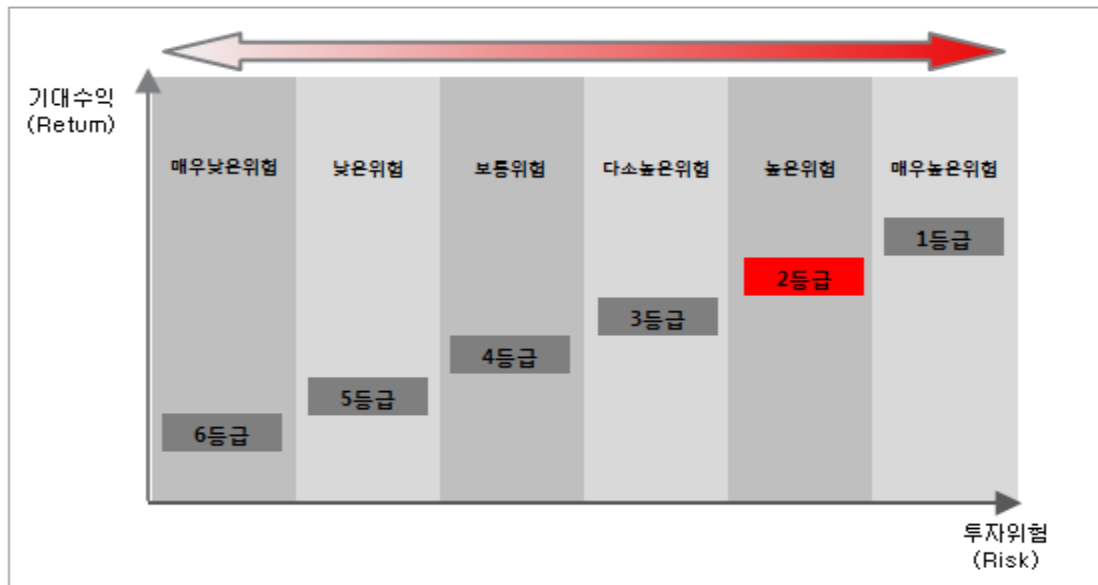 기대수익
(Retum)
매우낮은위험
낮은위험
보통위험
다소높은위험
높은위험
매우높은위험
1등급
2등급
3등급
4등급
5등급
6등급
투자위험
(Risk)